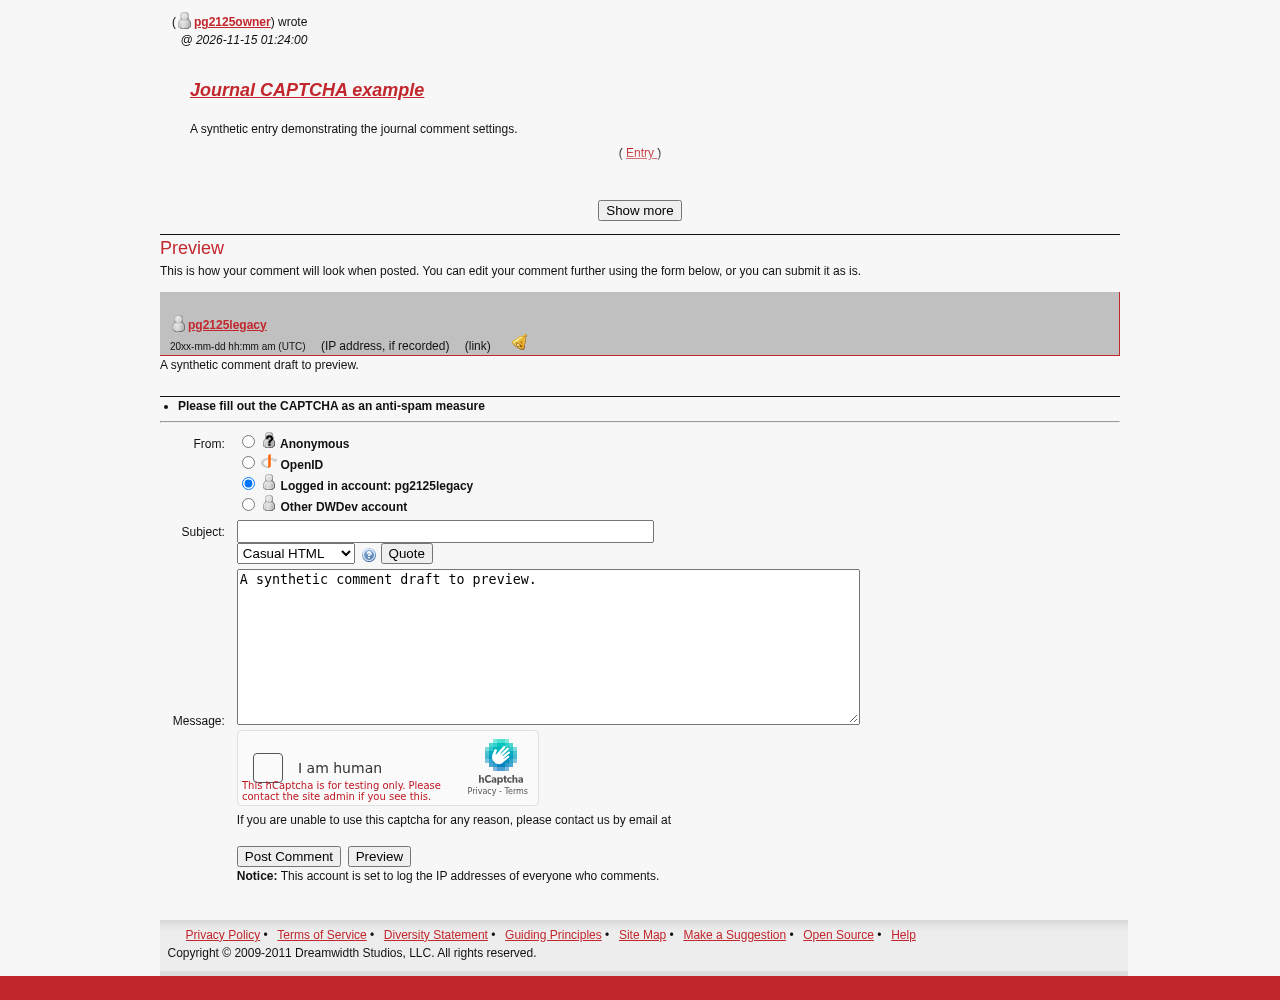 (pg2125owner) wrote
@ 2026-11-15 01:24:00
Journal CAPTCHA example
A synthetic entry demonstrating the journal comment settings.
( Entry )
Show more
Preview
This is how your comment will look when posted. You can edit your comment further using the form below, or you can submit it as is.
pg2125legacy
20xx-mm-dd hh:mm am (UTC) (IP address, if recorded) (link)
A synthetic comment draft to preview.
• Please fill out the CAPTCHA as an anti-spam measure
From: Anonymous
OpenID
Logged in account: pg2125legacy
Other DWDev account
Subject:
Casual HTML ? Quote
A synthetic comment draft to preview.
Message:
I am human
This hCaptcha is for testing only. Please
contact the site admin if you see this.
hCaptcha
Privacy - Terms
If you are unable to use this captcha for any reason, please contact us by email at
Post Comment Preview
Notice: This account is set to log the IP addresses of everyone who comments.
Privacy Policy • Terms of Service • Diversity Statement • Guiding Principles • Site Map • Make a Suggestion • Open Source • Help
Copyright © 2009-2011 Dreamwidth Studios, LLC. All rights reserved.